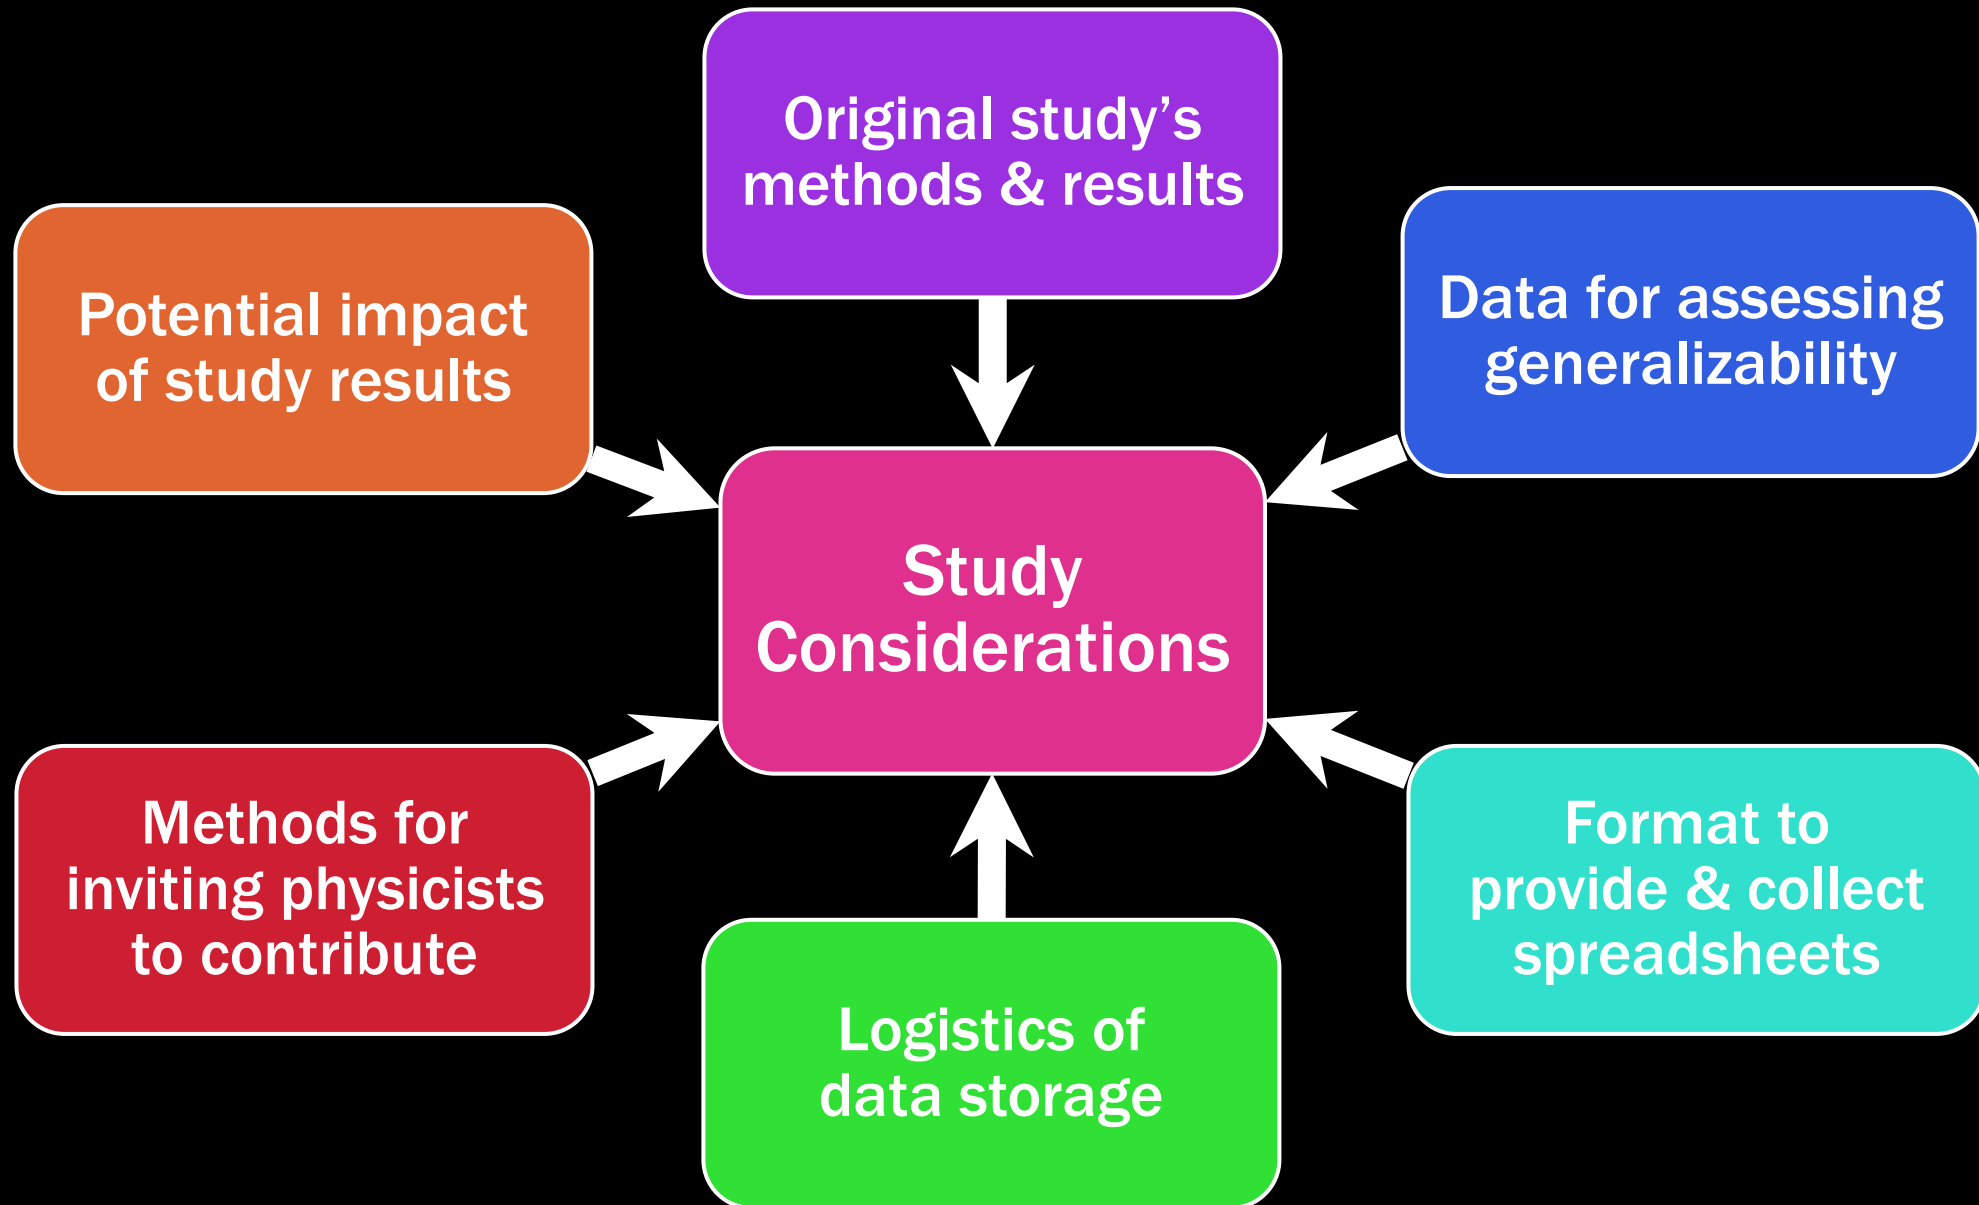 Original study’s
methods & results
Potential impact
of study results
Data for assessing
generalizability
Study
Considerations
Methods for
inviting physicists
to contribute
Format to
provide & collect
spreadsheets
Logistics of
data storage